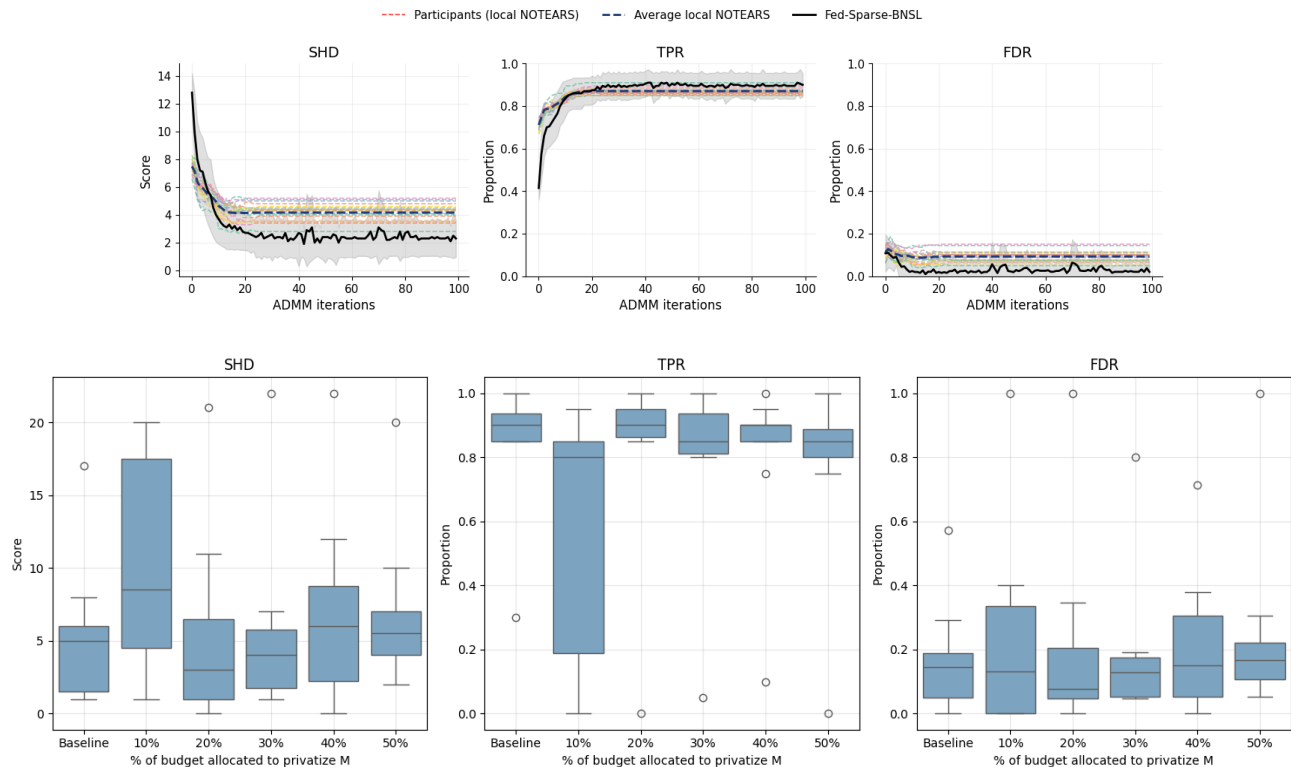 Participants (local NOTEARS) Average local NOTEARS Fed-Sparse-BNSL
SHD
Score
14
12
10
8
6
4
2
0
0 20 40 60 80 100
ADMM iterations
TPR
Proportion
1.0
0.8
0.6
0.4
0.2
0.0
0 20 40 60 80 100
ADMM iterations
FDR
Proportion
1.0
0.8
0.6
0.4
0.2
0.0
0 20 40 60 80 100
ADMM iterations
SHD
Score
20
15
10
5
0
Baseline 10% 20% 30% 40% 50%
% of budget allocated to privatize M
TPR
Proportion
1.0
0.8
0.6
0.4
0.2
0.0
Baseline 10% 20% 30% 40% 50%
% of budget allocated to privatize M
FDR
Proportion
1.0
0.8
0.6
0.4
0.2
0.0
Baseline 10% 20% 30% 40% 50%
% of budget allocated to privatize M